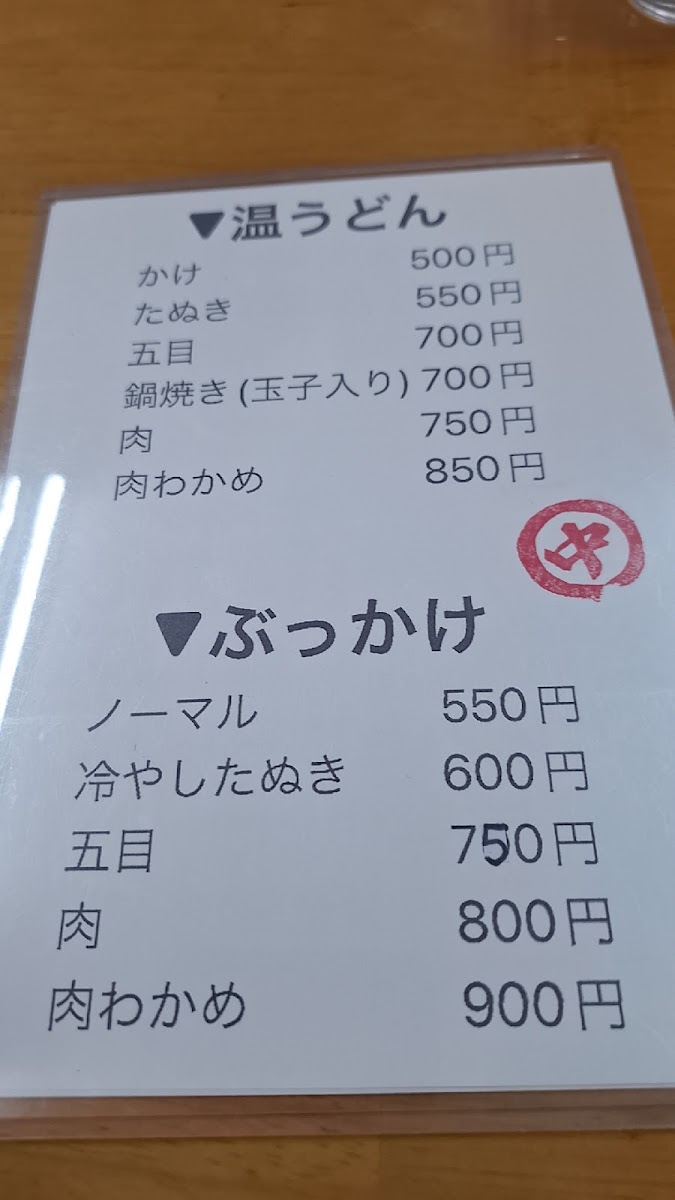 ▼温うどん
かけ 500円
たぬき 550円
五目 700円
鍋焼き(玉子入り) 700円
肉 750円
肉わかめ 850円
中
▼ぶっかけ
ノーマル 550円
冷やしたぬき 600円
五目 750円
肉 800円
肉わかめ 900円